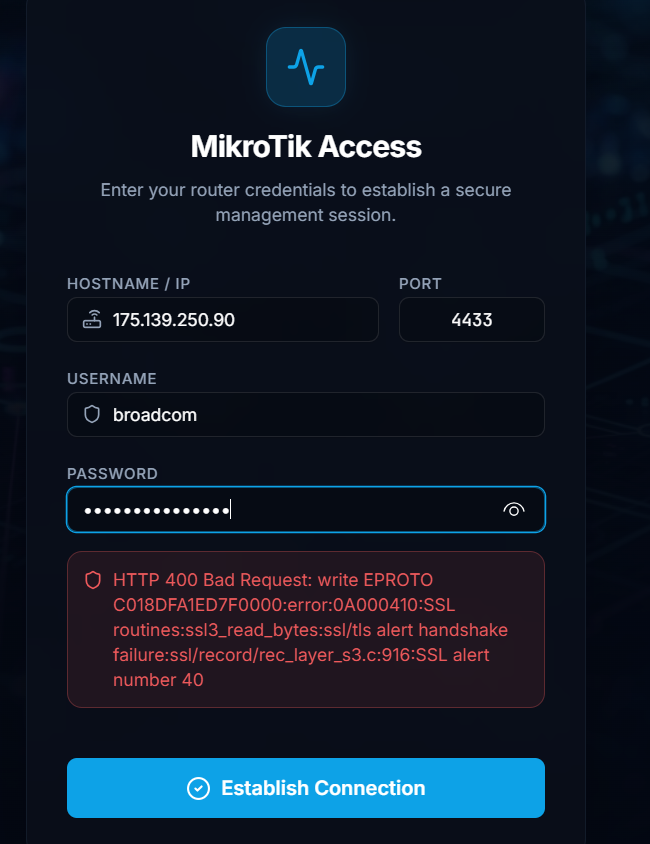 MikroTik Access
Enter your router credentials to establish a secure
management session.
HOSTNAME / IP
PORT
175.139.250.90
4433
USERNAME
broadcom
PASSWORD
•••••••••••••••
HTTP 400 Bad Request: write EPROTO
C018DFA1ED7F0000:error:0A000410:SSL
routines:ssl3_read_bytes:ssl/tls alert handshake
failure:ssl/record/rec_layer_s3.c:916:SSL alert
number 40
Establish Connection